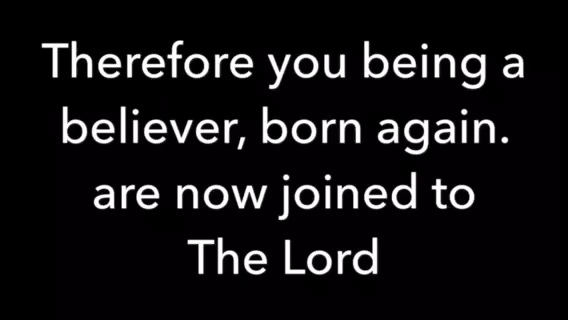 Therefore you being a
believer, born again.
are now joined to
The Lord